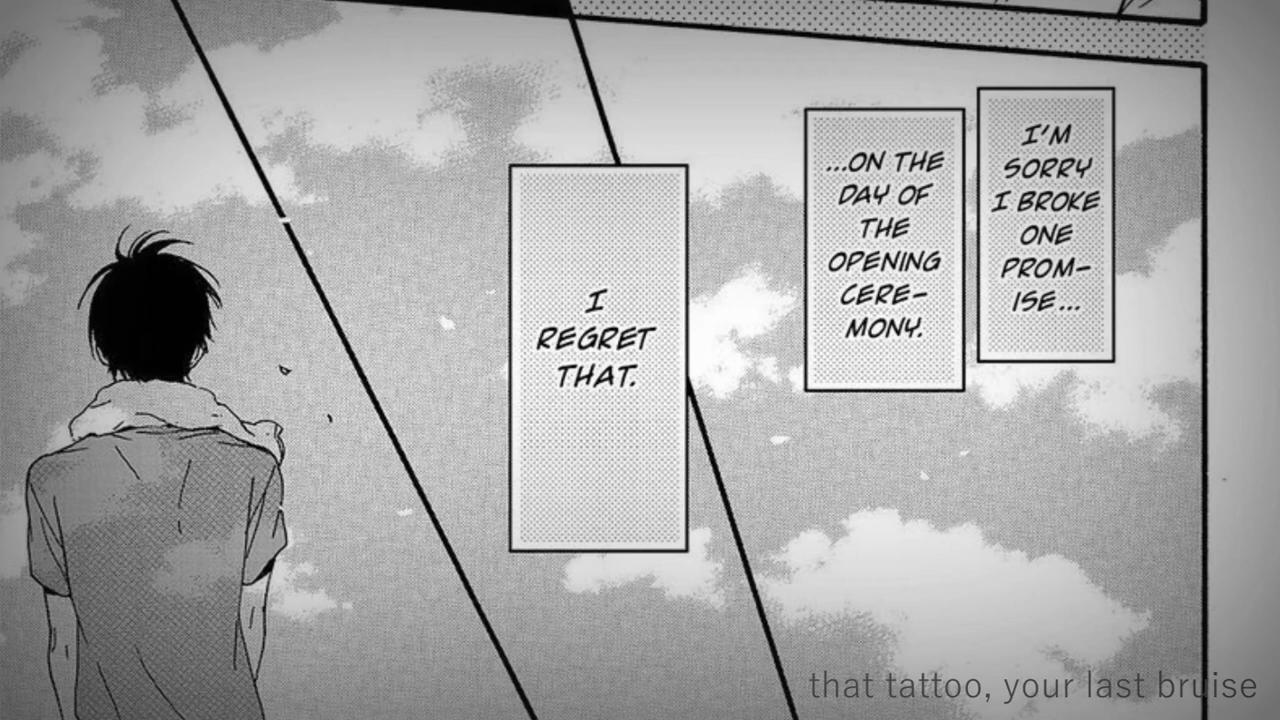 I'M
SORRY
I BROKE
ONE
PROM-
ISE...
...ON THE
DAY OF
THE
OPENING
CERE-
MONY.
I
REGRET
THAT.
that tattoo, your last bruise